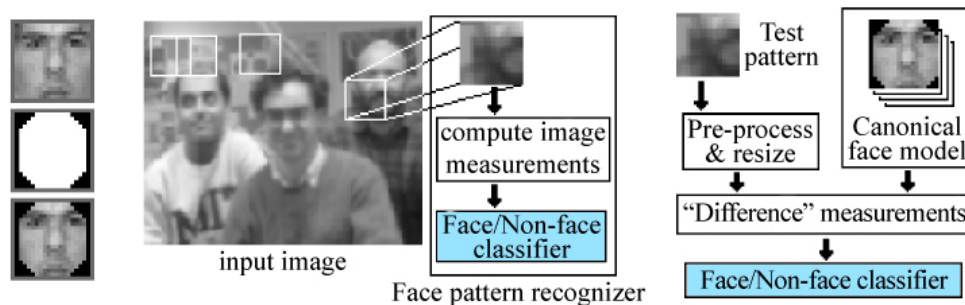 compute image
measurements
Face/Non-face
classifier
input image
Face pattern recognizer
Test
pattern
Pre-process
& resize
Canonical
face model
“Difference” measurements
Face/Non-face classifier